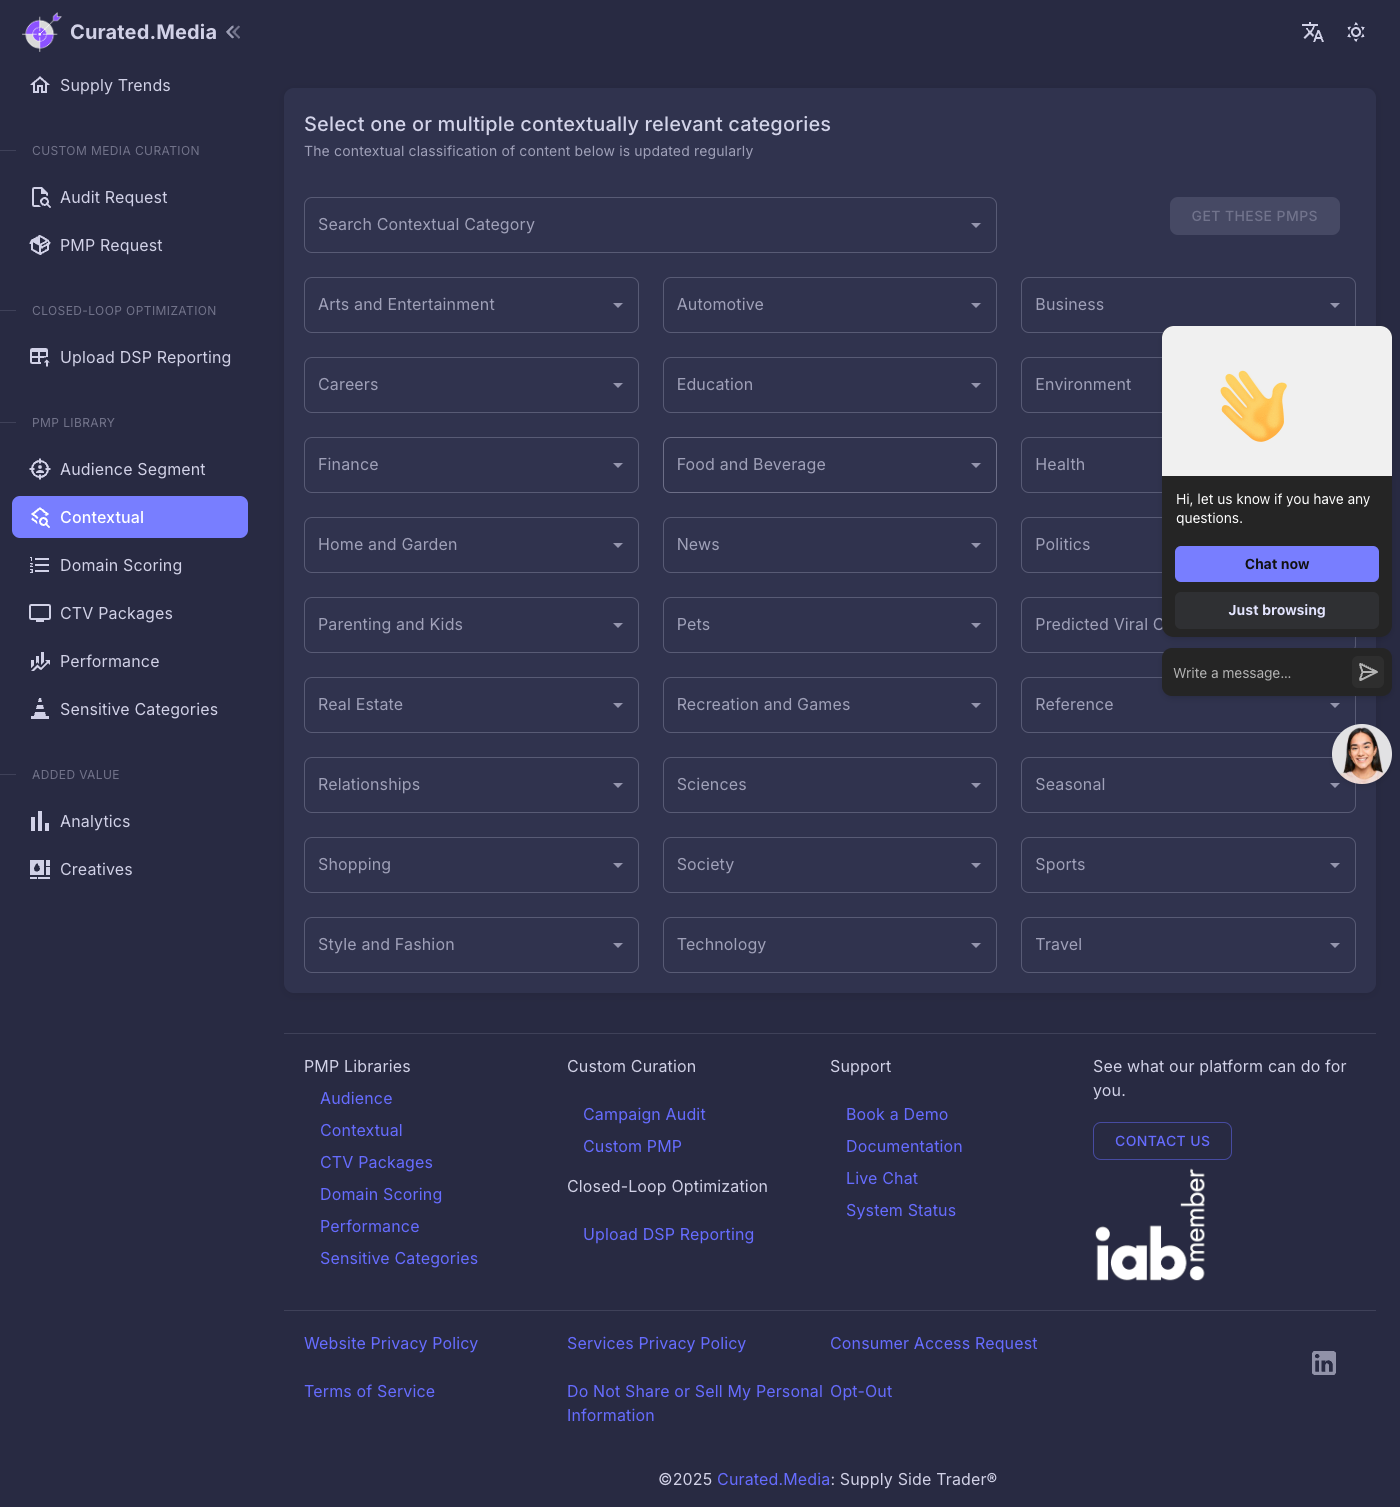 Curated.Media
Supply Trends
CUSTOM MEDIA CURATION
Audit Request
PMP Request
CLOSED-LOOP OPTIMIZATION
Upload DSP Reporting
PMP LIBRARY
Audience Segment
Contextual
Domain Scoring
CTV Packages
Performance
Sensitive Categories
ADDED VALUE
Analytics
Creatives
Select one or multiple contextually relevant categories
The contextual classification of content below is updated regularly
Search Contextual Category
GET THESE PMPS
Arts and Entertainment
Automotive
Business
Careers
Education
Environment
Finance
Food and Beverage
Health
Home and Garden
News
Politics
Parenting and Kids
Pets
Predicted Viral
Real Estate
Recreation and Games
Reference
Relationships
Sciences
Seasonal
Shopping
Society
Sports
Style and Fashion
Technology
Travel
Hi, let us know if you have any
questions.
Chat now
Just browsing
Write a message...
PMP Libraries
Audience
Contextual
CTV Packages
Domain Scoring
Performance
Sensitive Categories
Custom Curation
Campaign Audit
Custom PMP
Closed-Loop Optimization
Upload DSP Reporting
Support
Book a Demo
Documentation
Live Chat
System Status
See what our platform can do for
you.
CONTACT US
iab.
member
Website Privacy Policy
Services Privacy Policy
Consumer Access Request
Terms of Service
Do Not Share or Sell My Personal
Information
Opt-Out
in
©2025 Curated.Media: Supply Side Trader®